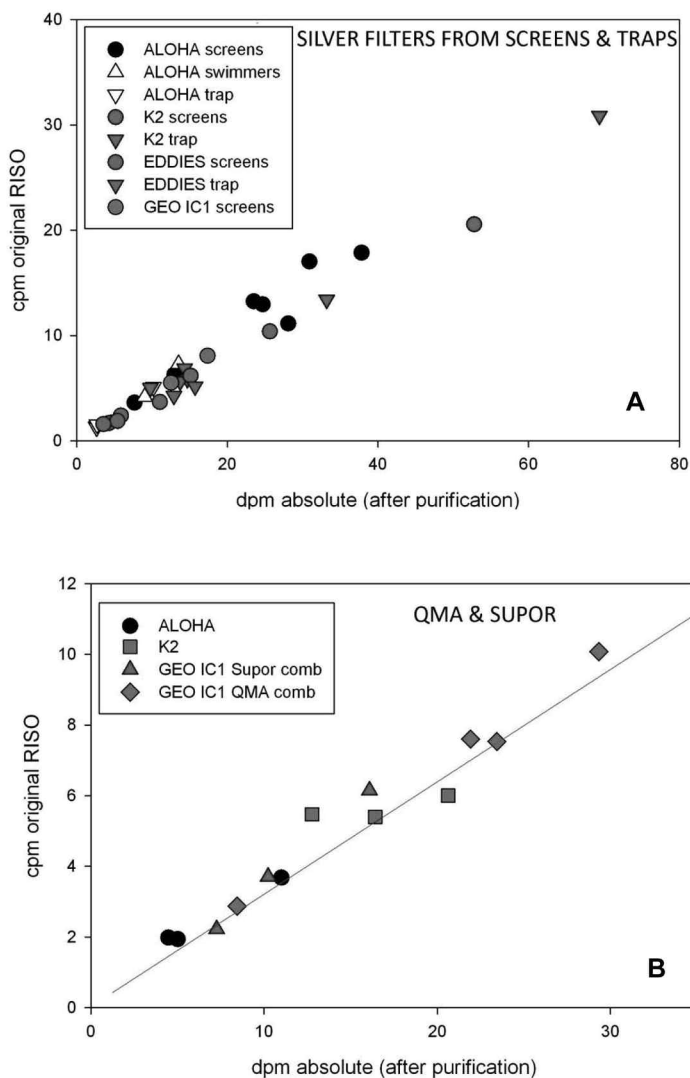 SILVER FILTERS FROM SCREENS & TRAPS
ALOHA screens
ALOHA swimmers
ALOHA trap
K2 screens
K2 trap
EDDIES screens
EDDIES trap
GEO IC1 screens
40
30
20
10
0
cpm original RISO
A
0 20 40 60 80
dpm absolute (after purification)
QMA & SUPOR
ALOHA
K2
GEO IC1 Supor comb
GEO IC1 QMA comb
12
10
8
6
4
2
0
cpm original RISO
B
0 10 20 30
dpm absolute (after purification)